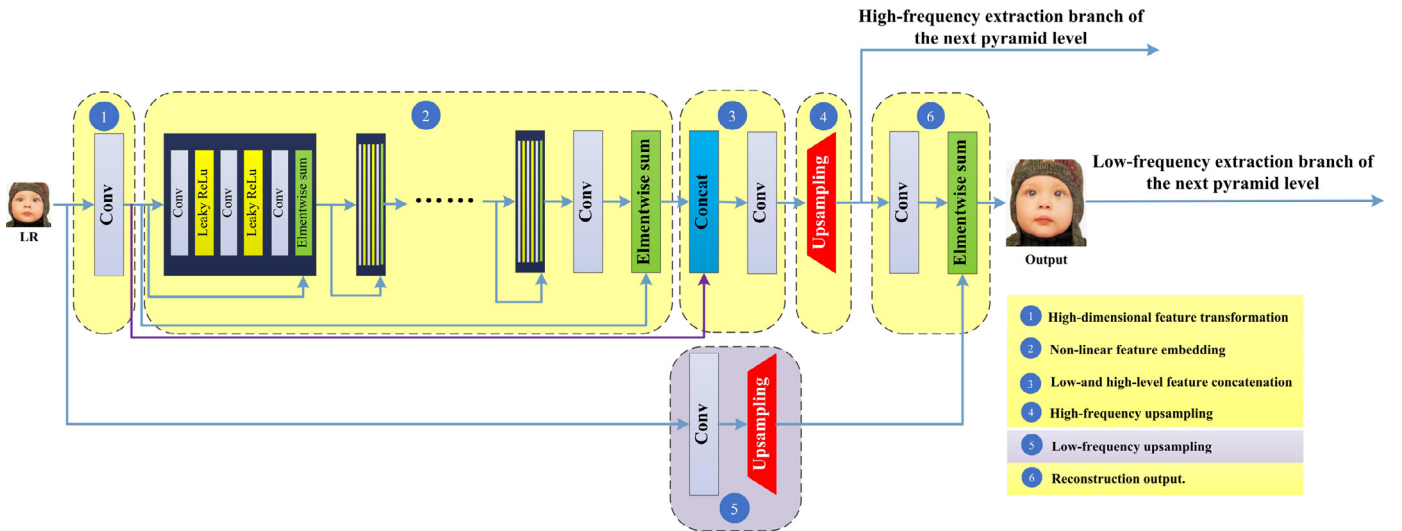 High-frequency extraction branch of
the next pyramid level
1
2
3
4
6
Conv
Conv
Leaky ReLu
Conv
Leaky ReLu
Conv
Elmentwise sum
......
Conv
Elmentwise sum
Concat
Conv
Upsampling
Conv
Elmentwise sum
Low-frequency extraction branch of
the next pyramid level
LR
Output
Conv
Upsampling
5
1 High-dimensional feature transformation
2 Non-linear feature embedding
3 Low-and high-level feature concatenation
4 High-frequency upsampling
5 Low-frequency upsampling
6 Reconstruction output.